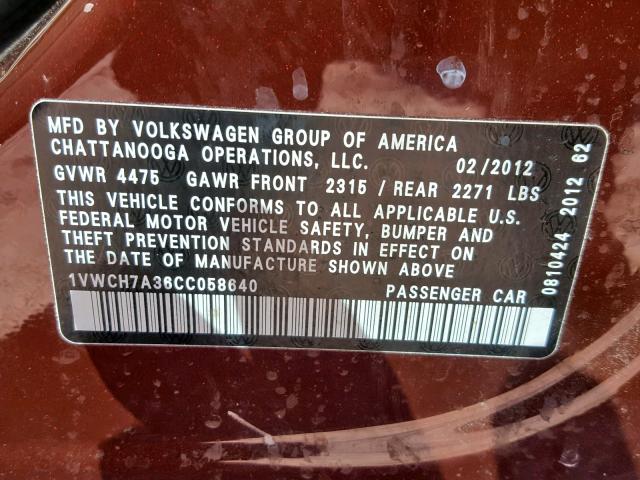 MFD BY VOLKSWAGEN GROUP OF AMERICA
CHATTANOOGA OPERATIONS, LLC. 02/2012
GVWR 4475 GAWR FRONT 2315 / REAR 2271 LBS
THIS VEHICLE CONFORMS TO ALL APPLICABLE U.S.
FEDERAL MOTOR VEHICLE SAFETY, BUMPER AND
THEFT PREVENTION STANDARDS IN EFFECT ON
THE DATE OF MANUFACTURE SHOWN ABOVE
1VWCH7A36CC058640 PASSENGER CAR
0810424 2012 62